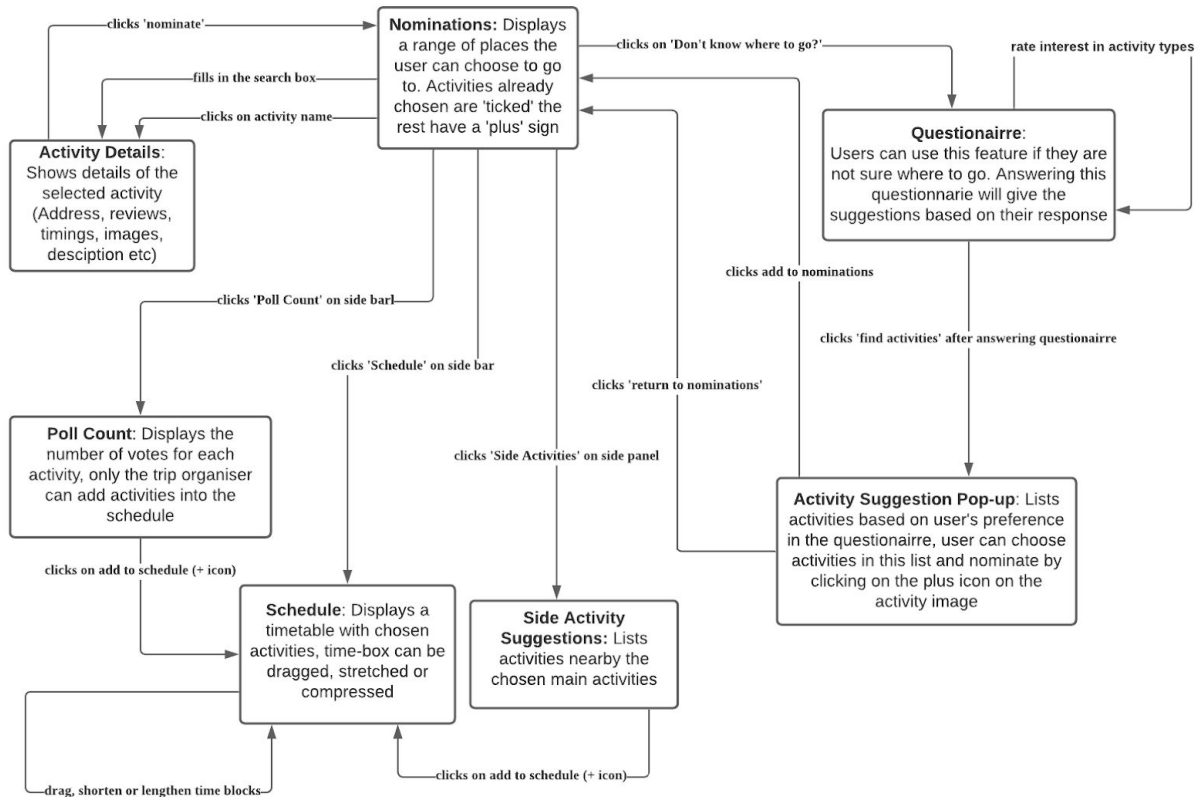 clicks 'nominate'
Nominations: Displays
a range of places the
user can choose to go
to. Activities already
chosen are 'ticked' the
rest have a 'plus' sign
clicks on 'Don't know where to go?'
rate interest in activity types
fills in the search box
clicks on activity name
Activity Details:
Shows details of the
selected activity
(Address, reviews,
timings, images,
desciption etc)
Questionairre:
Users can use this feature if they are
not sure where to go. Answering this
questionnarie will give the
suggestions based on their response
clicks add to nominations
clicks 'Poll Count' on side barl
clicks 'find activities' after answering questionairre
clicks 'Schedule' on side bar
clicks 'return to nominations'
Poll Count: Displays the
number of votes for each
activity, only the trip organiser
can add activities into the
schedule
clicks 'Side Activities' on side panel
Activity Suggestion Pop-up: Lists
activities based on user's preference
in the questionairre, user can choose
activities in this list and nominate by
clicking on the plus icon on the
activity image
clicks on add to schedule (+ icon)
Schedule: Displays a
timetable with chosen
activities, time-box can be
dragged, stretched or
compressed
Side Activity
Suggestions: Lists
activities nearby the
chosen main activities
clicks on add to schedule (+ icon)
drag, shorten or lengthen time blocks